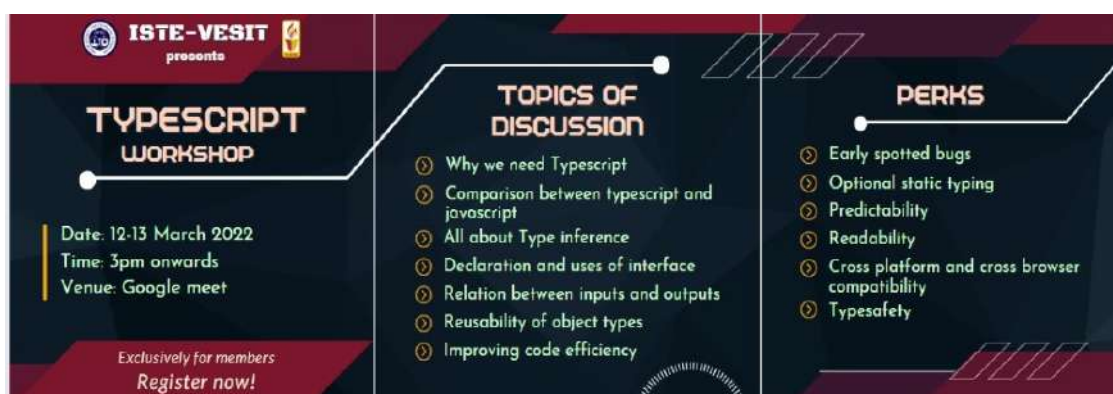 ISTE-VESIT
presents
TYPESCRIPT
WORKSHOP
Date: 12-13 March 2022
Time: 3pm onwards
Venue: Google meet
Exclusively for members
Register now!
TOPICS OF
DISCUSSION
Why we need Typescript
Comparison between typescript and
javascript
All about Type inference
Declaration and uses of interface
Relation between inputs and outputs
Reusability of object types
Improving code efficiency
PERKS
Early spotted bugs
Optional static typing
Predictability
Readability
Cross platform and cross browser
compatibility
Typesafety